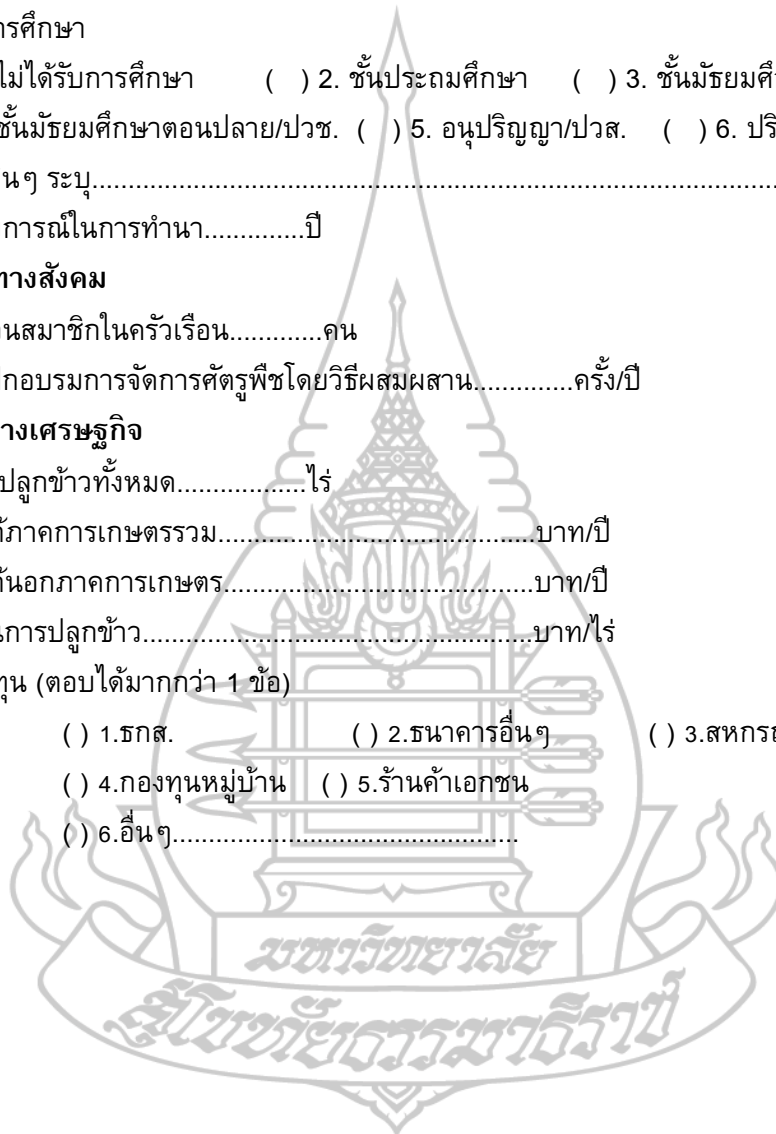 ารศึกษา
ไม่ได้รับการศึกษา ( ) 2. ชั้นประถมศึกษา ( ) 3. ชั้นมัธยมศึ
ชั้นมัธยมศึกษาตอนปลาย/ปวช. ( ) 5. อนุปริญญา/ปวส. ( ) 6. ปริ
นๆ ระบุ..........................................................................................
การณ์ในการทำนา..............ปี
ทางสังคม
วนสมาชิกในครัวเรือน.............คน
ฝึกอบรมการจัดการศัตรูพืชโดยวิธีผสมผสาน..............ครั้ง/ปี
างเศรษฐกิจ
ปลูกข้าวทั้งหมด..................ไร่
ด้ภาคการเกษตรรวม............................................บาท/ปี
ด้นอกภาคการเกษตร...........................................บาท/ปี
นการปลูกข้าว......................................................บาท/ไร่
ทุน (ตอบได้มากกว่า 1 ข้อ)
( ) 1.ธกส. ( ) 2.ธนาคารอื่นๆ ( ) 3.สหกรณ
( ) 4.กองทุนหมู่บ้าน ( ) 5.ร้านค้าเอกชน
( ) 6.อื่นๆ................................................
มหาวิทยาลัย
สุโขทัยธรรมาธิราช